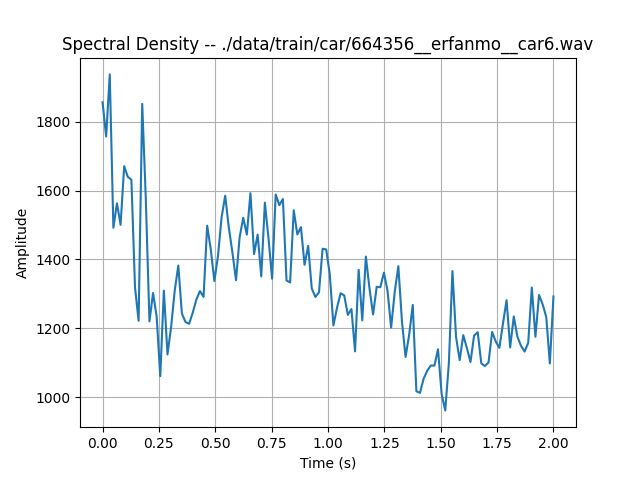 Spectral Density -- ./data/train/car/664356__erfanmo__car6.wav
Amplitude
1800
1600
1400
1200
1000
0.00 0.25 0.50 0.75 1.00 1.25 1.50 1.75 2.00
Time (s)